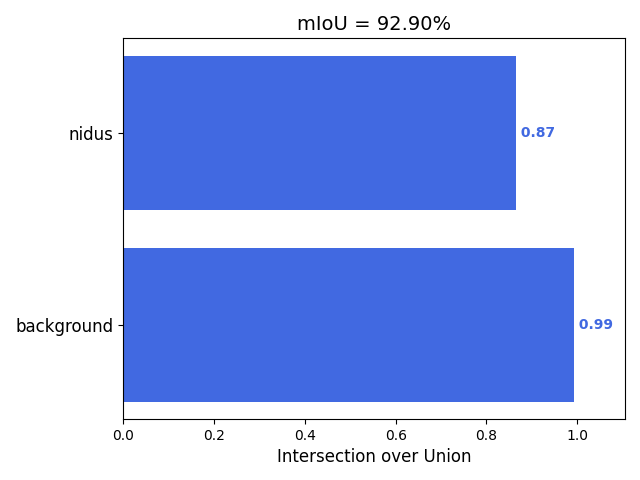 mIoU = 92.90%
nidus
0.87
background
0.99
0.0 0.2 0.4 0.6 0.8 1.0
Intersection over Union